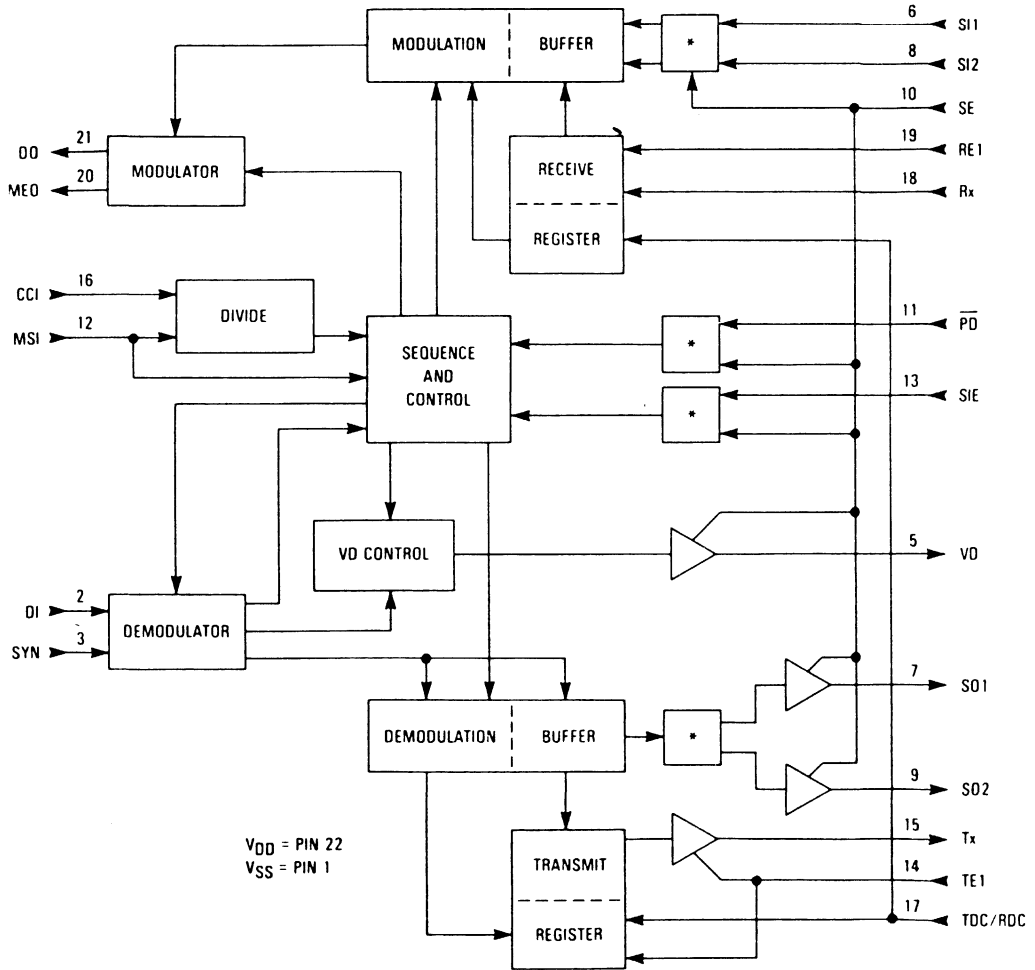 MODULATION BUFFER
*
6 SI1
8 SI2
10 SE
21
DO
20
MEO
MODULATOR
RECEIVE
REGISTER
19 RE1
18 Rx
CCI 16
MSI 12
DIVIDE
SEQUENCE
AND
CONTROL
*
11 PD
*
13 SIE
VD CONTROL
5 VD
DI 2
SYN 3
DEMODULATOR
DEMODULATION BUFFER
*
7 SO1
9 SO2
VDD = PIN 22
VSS = PIN 1
TRANSMIT
REGISTER
15 Tx
14 TE1
17 TDC/RDC